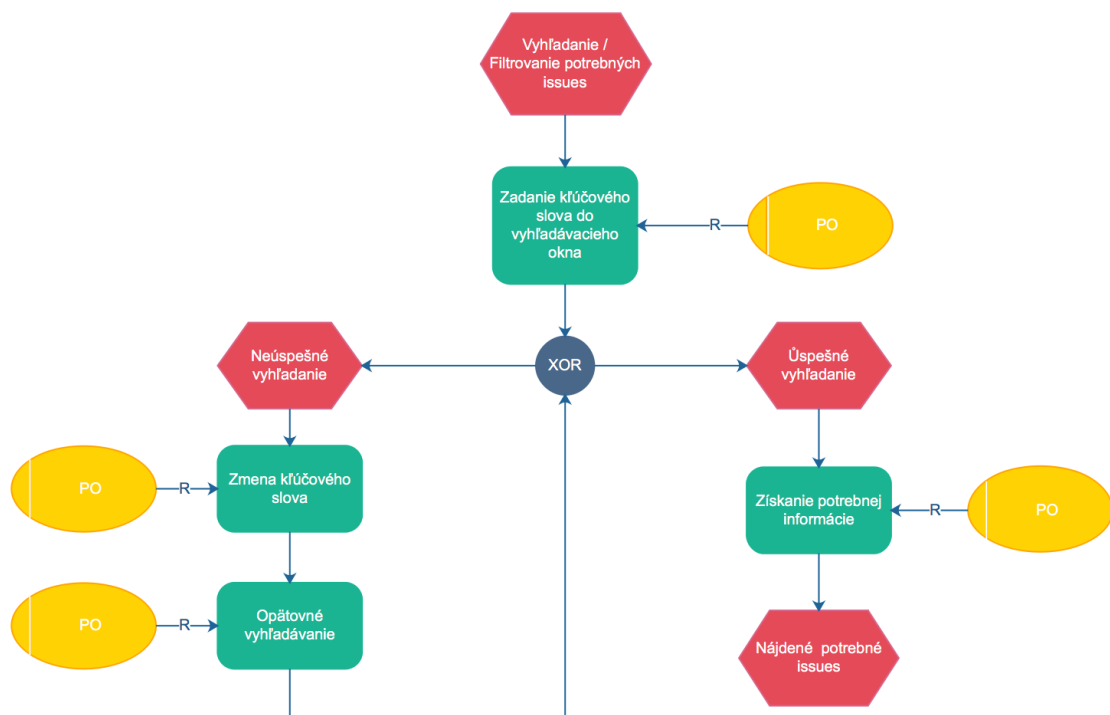 Vyhľadanie /
Filtrovanie potrebných
issues
Zadanie kľúčového
slova do
vyhľadávacieho
okna
R
PO
Neúspešné
vyhľadanie
XOR
Ůspešné
vyhľadanie
PO
R
Zmena kľúčového
slova
Získanie potrebnej
informácie
R
PO
PO
R
Opätovné
vyhľadávanie
Nájdené  potrebné
issues